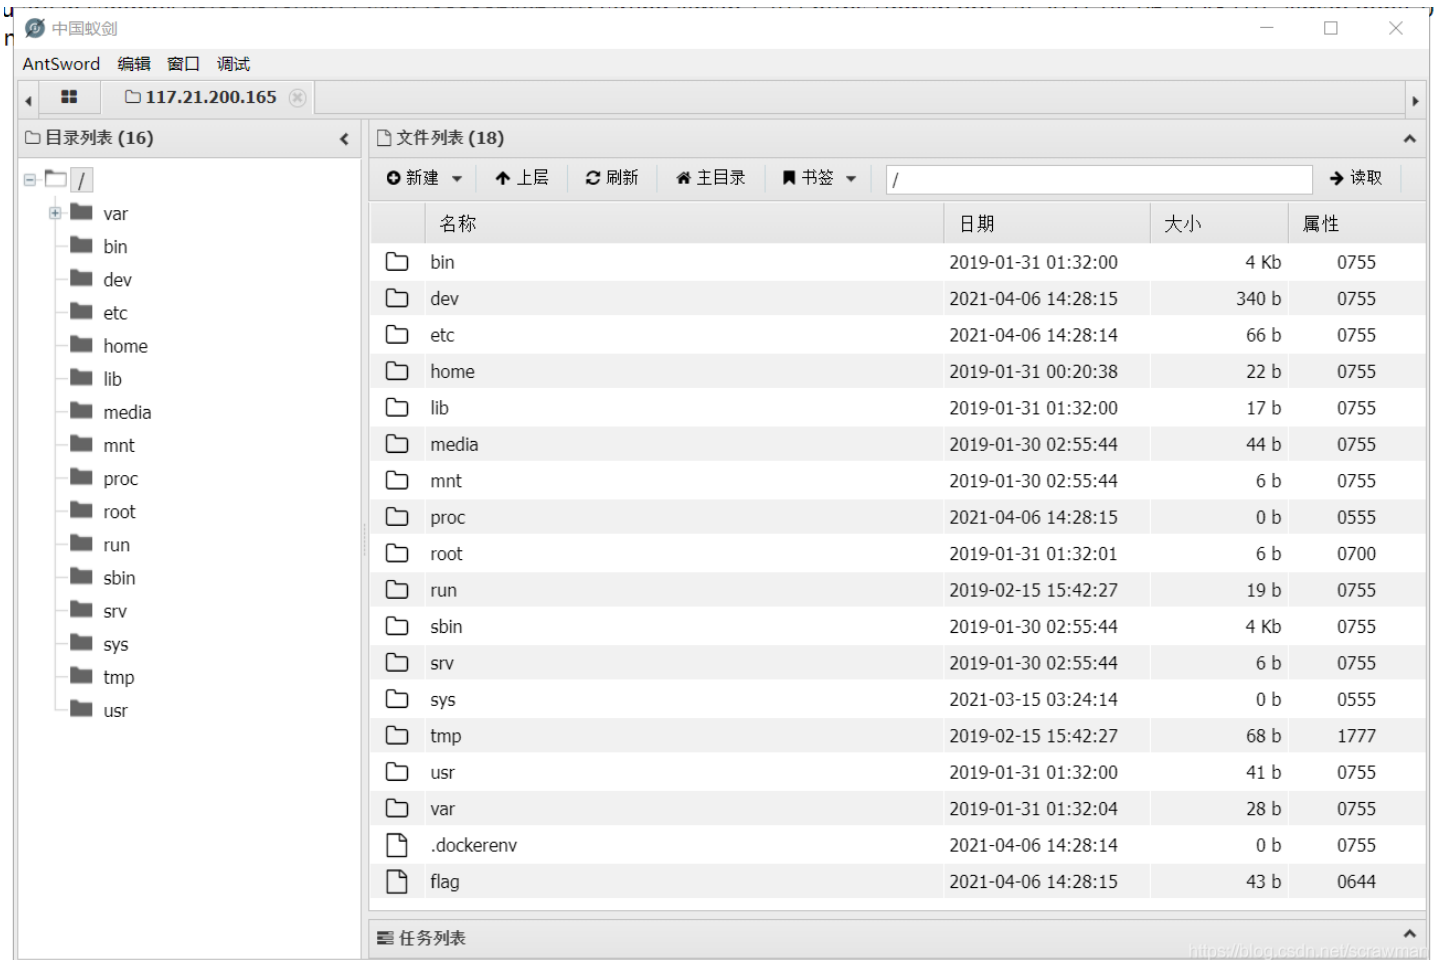 中国蚁剑
AntSword 编辑 窗口 调试
117.21.200.165
目录列表 (16)
/
var
bin
dev
etc
home
lib
media
mnt
proc
root
run
sbin
srv
sys
tmp
usr
文件列表 (18)
新建 上层 刷新 主目录 书签 / 读取
名称 日期 大小 属性
bin 2019-01-31 01:32:00 4 Kb 0755
dev 2021-04-06 14:28:15 340 b 0755
etc 2021-04-06 14:28:14 66 b 0755
home 2019-01-31 00:20:38 22 b 0755
lib 2019-01-31 01:32:00 17 b 0755
media 2019-01-30 02:55:44 44 b 0755
mnt 2019-01-30 02:55:44 6 b 0755
proc 2021-04-06 14:28:15 0 b 0555
root 2019-01-31 01:32:01 6 b 0700
run 2019-02-15 15:42:27 19 b 0755
sbin 2019-01-30 02:55:44 4 Kb 0755
srv 2019-01-30 02:55:44 6 b 0755
sys 2021-03-15 03:24:14 0 b 0555
tmp 2019-02-15 15:42:27 68 b 1777
usr 2019-01-31 01:32:00 41 b 0755
var 2019-01-31 01:32:04 28 b 0755
.dockerenv 2021-04-06 14:28:14 0 b 0755
flag 2021-04-06 14:28:15 43 b 0644
任务列表
https://blog.csdn.net/scrawman